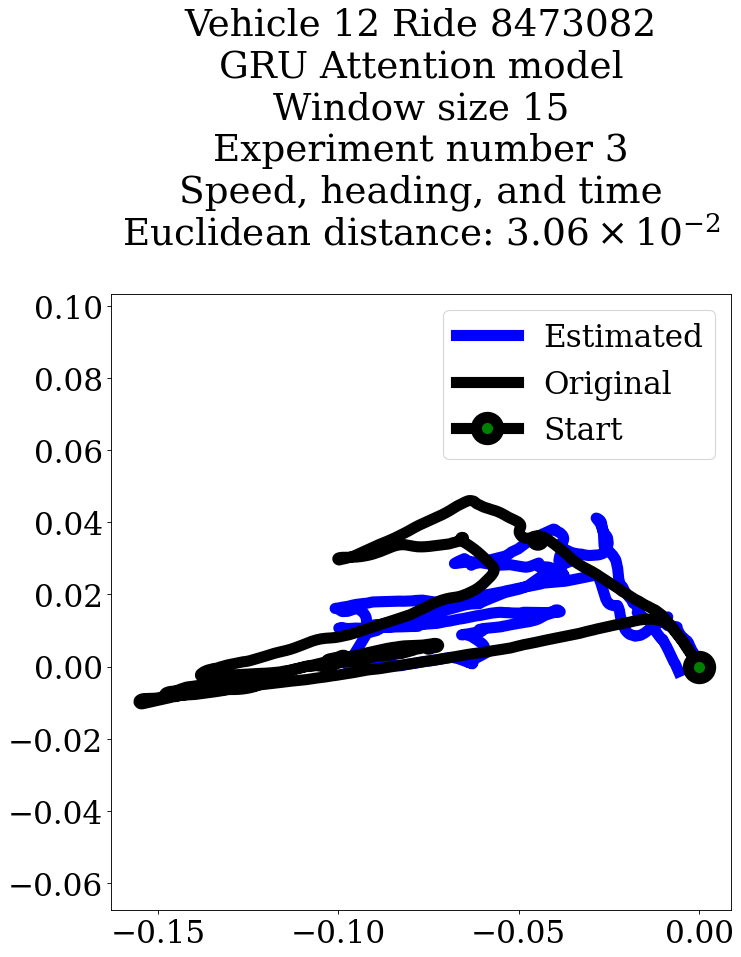 Vehicle 12 Ride 8473082
GRU Attention model
Window size 15
Experiment number 3
Speed, heading, and time
Euclidean distance: 3.06 × 10⁻²
Estimated
Original
Start
0.10
0.08
0.06
0.04
0.02
0.00
−0.02
−0.04
−0.06
−0.15
−0.10
−0.05
0.00